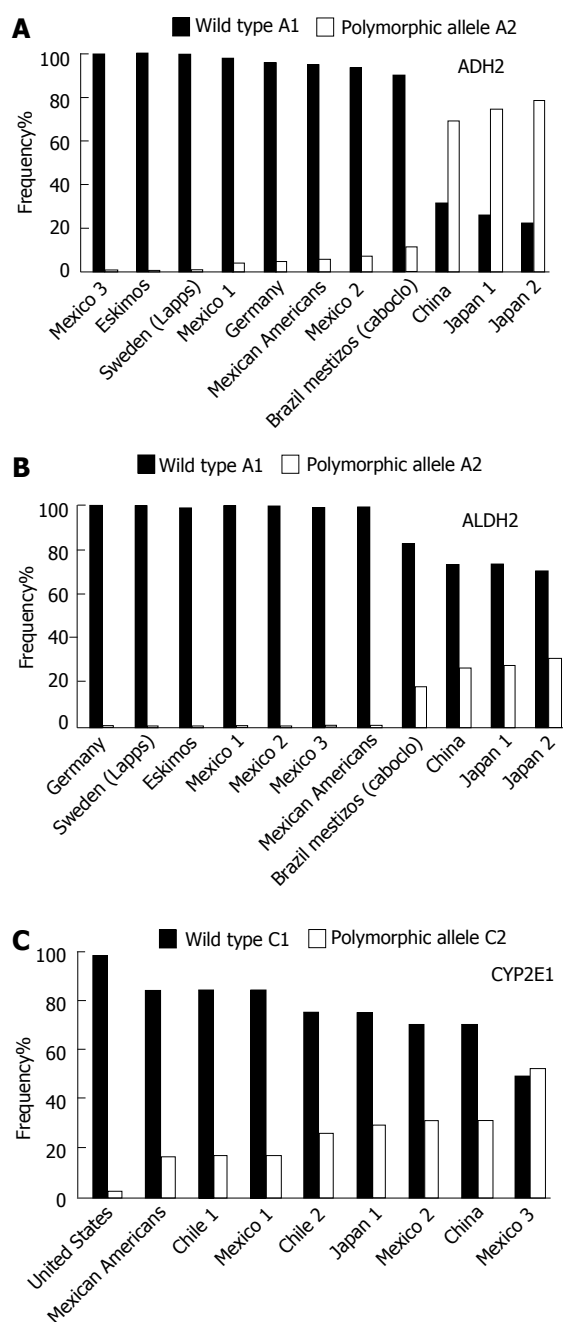 A
Wild type A1 Polymorphic allele A2
ADH2
Frequency%
100
80
60
40
20
0
Mexico 3
Eskimos
Sweden (Lapps)
Mexico 1
Germany
Mexican Americans
Mexico 2
Brazil mestizos (caboclo)
China
Japan 1
Japan 2
B
Wild type A1 Polymorphic allele A2
ALDH2
Frequency%
100
80
60
40
20
0
Germany
Sweden (Lapps)
Eskimos
Mexico 1
Mexico 2
Mexico 3
Mexican Americans
Brazil mestizos (caboclo)
China
Japan 1
Japan 2
C
Wild type C1 Polymorphic allele C2
CYP2E1
Frequency%
100
80
60
40
20
0
United States
Mexican Americans
Chile 1
Mexico 1
Chile 2
Japan 1
Mexico 2
China
Mexico 3